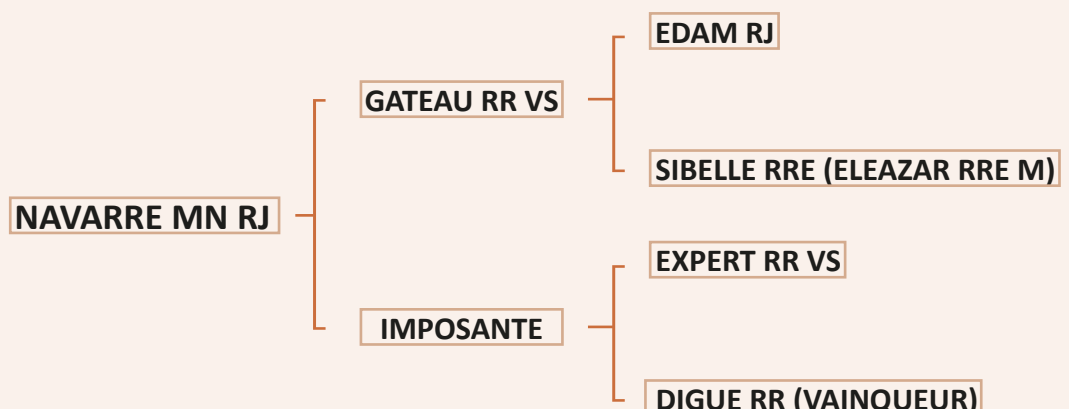 EDAM RJ
GATEAU RR VS
SIBELLE RRE (ELEAZAR RRE M)
NAVARRE MN RJ
EXPERT RR VS
IMPOSANTE
DIGUE RR (VAINQUEUR)